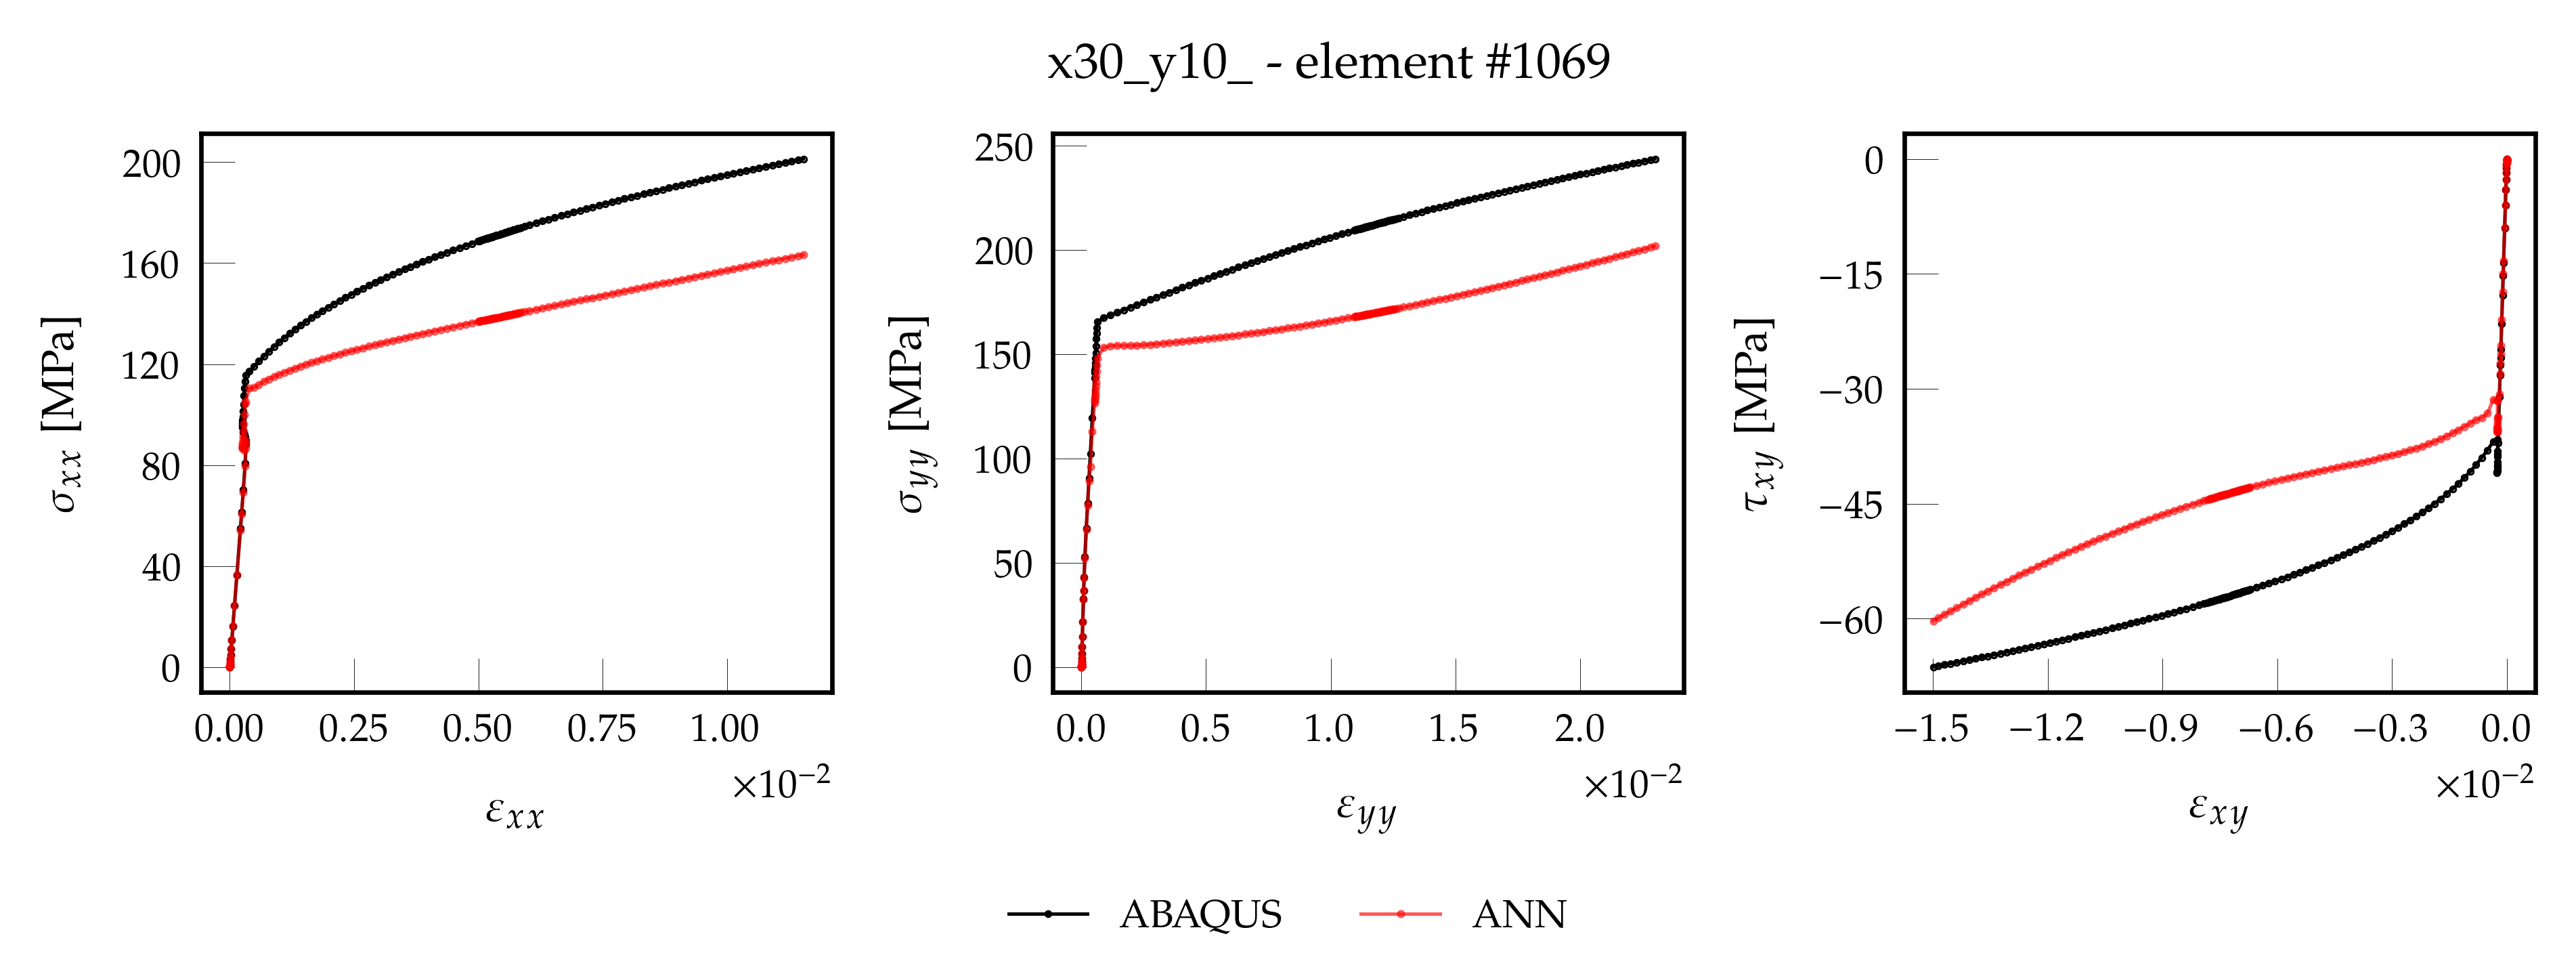 x30_y10_ - element #1069
200
160
120
80
40
0
σxx [MPa]
0.00 0.25 0.50 0.75 1.00
×10−2
εxx
250
200
150
100
50
0
σyy [MPa]
0.0 0.5 1.0 1.5 2.0
×10−2
εyy
0
−15
−30
−45
−60
τxy [MPa]
−1.5 −1.2 −0.9 −0.6 −0.3 0.0
×10−2
εxy
ABAQUS ANN